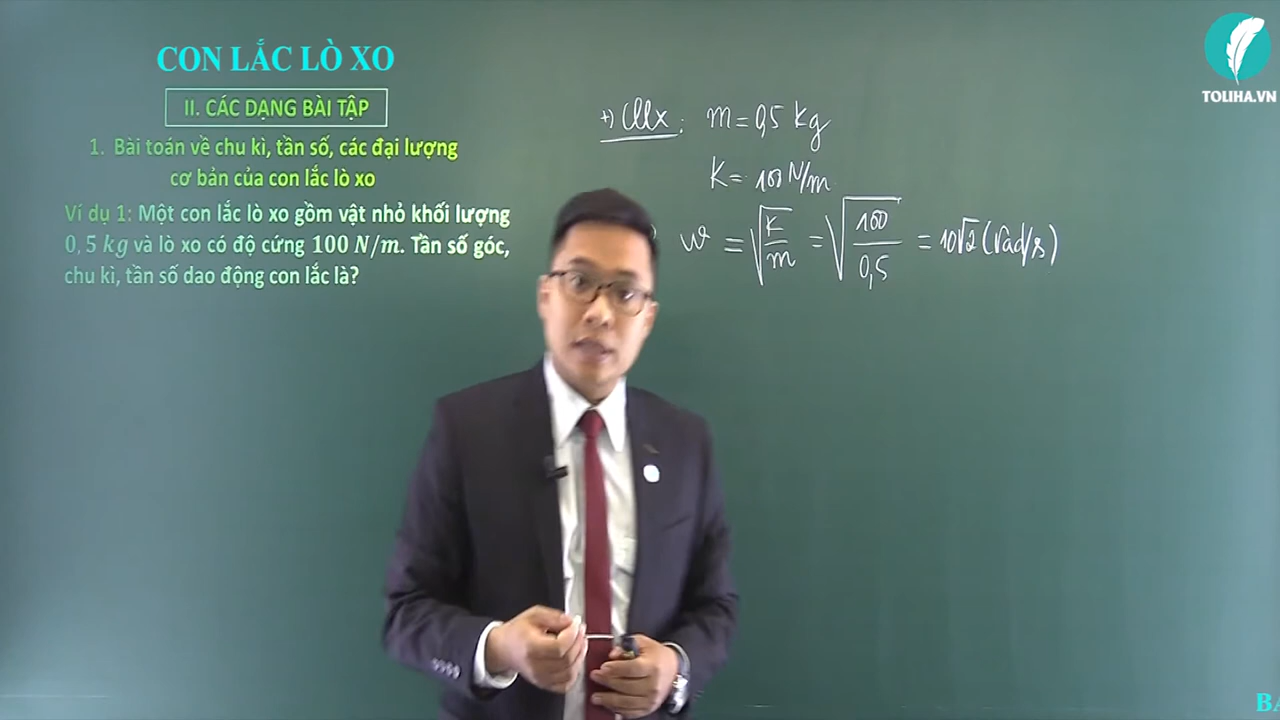 CON LẮC LÒ XO
II. CÁC DẠNG BÀI TẬP
1. Bài toán về chu kì, tần số, các đại lượng
cơ bản của con lắc lò xo
Ví dụ 1: Một con lắc lò xo gồm vật nhỏ khối lượng
0,5 kg và lò xo có độ cứng 100 N/m. Tần số góc,
chu kì, tần số dao động con lắc là?
+) Cllx: m = 0,5 kg
K = 100 N/m
ω = √(K/m) = √(100/0,5) = 10√2 (rad/s)
TOLIHA.VN